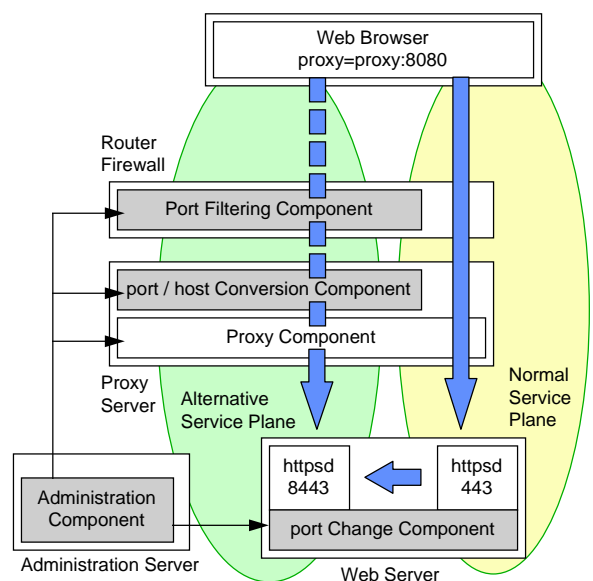 Web Browser
proxy=proxy:8080
Router
Firewall
Port Filtering Component
port / host Conversion Component
Proxy Component
Proxy
Server
Alternative
Service Plane
Normal
Service
Plane
httpsd
8443
httpsd
443
Administration
Component
port Change Component
Administration Server
Web Server